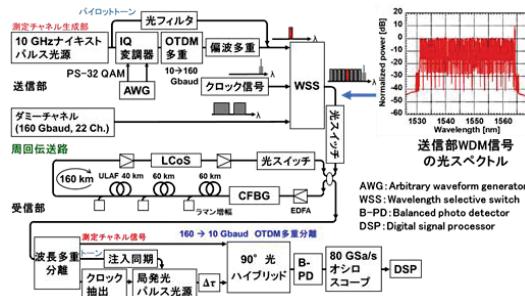 パイロットトーン
測定チャネル生成部
光フィルタ
10 GHzナイキスト
パルス光源
IQ
変調器
OTDM
多重
偏波多重
λ
PS-32 QAM
10→160
Gbaud
AWG
送信部
クロック信号
λ
WSS
λ
ダミーチャネル
(160 Gbaud, 22 Ch.)
λ
光スイッチ
Normalized power [dB]
10
0
-10
-20
-30
-40
-50
-60
1530
1540
1550
1560
Wavelength [nm]
送信部WDM信号
の光スペクトル
周回伝送路
LCoS
光スイッチ
160 km
ULAF 40 km
60 km
60 km
CFBG
ラマン増幅
EDFA
AWG: Arbitrary waveform generator
WSS: Wavelength selective switch
B-PD: Balanced photo detector
DSP: Digital signal processor
受信部
測定チャネル信号
160 → 10 Gbaud OTDM多重分離
波長多重
分離
トーン
注入同期
クロック
抽出
局発光
パルス光源
Δτ
90°光
ハイブリッド
B-
PD
80 GSa/s
オシロ
スコープ
DSP